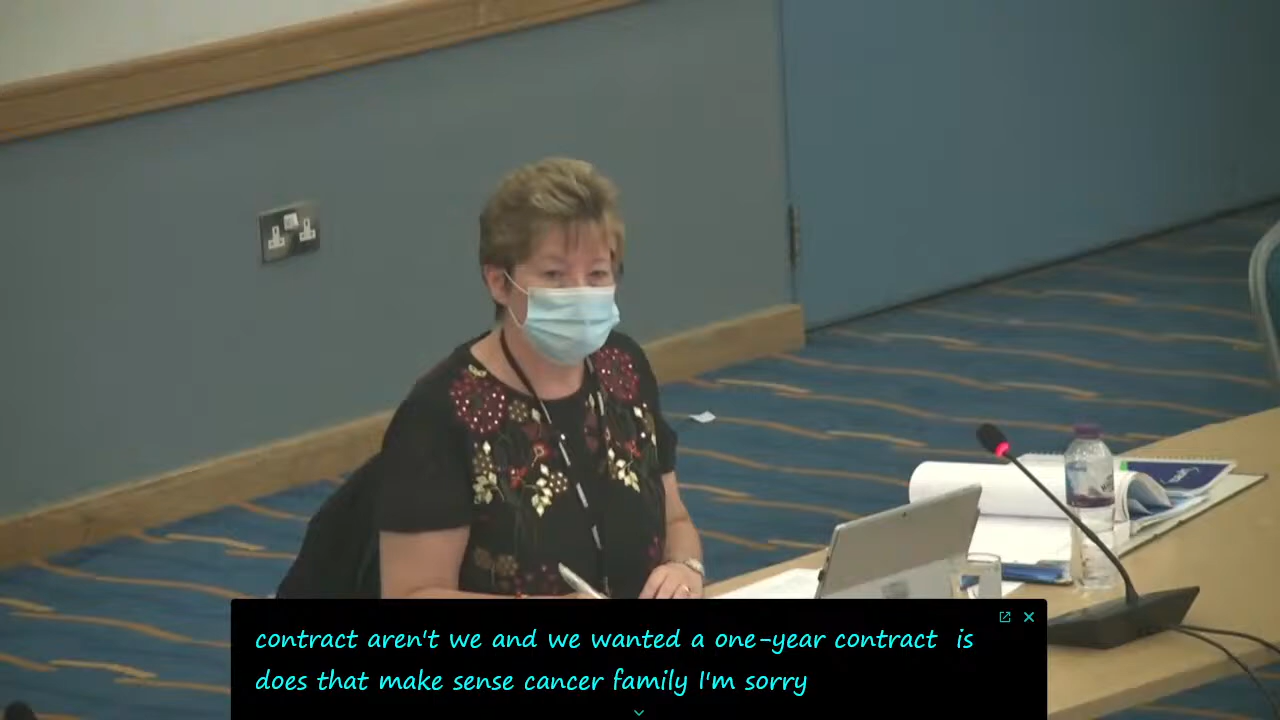 contract aren't we and we wanted a one-year contract is
does that make sense cancer family I'm sorry